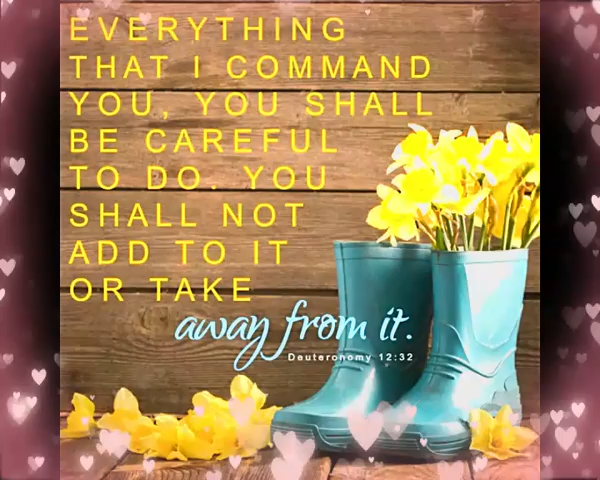 EVERYTHING
THAT I COMMAND
YOU, YOU SHALL
BE CAREFUL
TO DO. YOU
SHALL NOT
ADD TO IT
OR TAKE
away from it.
Deuteronomy 12:32